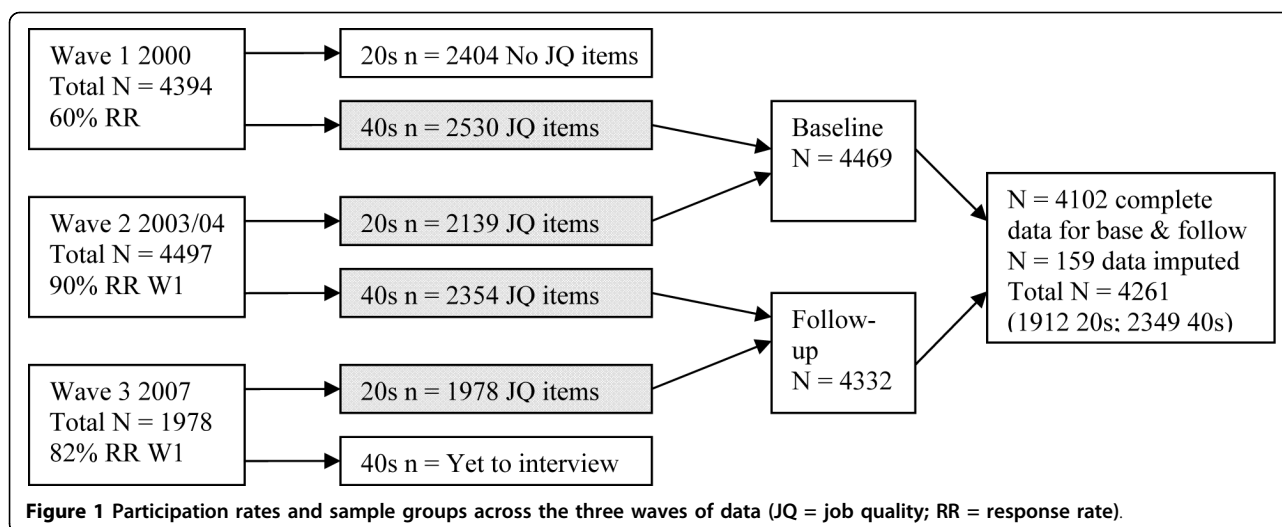 Wave 1 2000
Total N = 4394
60% RR
20s n = 2404 No JQ items
40s n = 2530 JQ items
Wave 2 2003/04
Total N = 4497
90% RR W1
20s n = 2139 JQ items
40s n = 2354 JQ items
Wave 3 2007
Total N = 1978
82% RR W1
20s n = 1978 JQ items
40s n = Yet to interview
Baseline
N = 4469
Follow-
up
N = 4332
N = 4102 complete
data for base & follow
N = 159 data imputed
Total N = 4261
(1912 20s; 2349 40s)
Figure 1 Participation rates and sample groups across the three waves of data (JQ = job quality; RR = response rate).